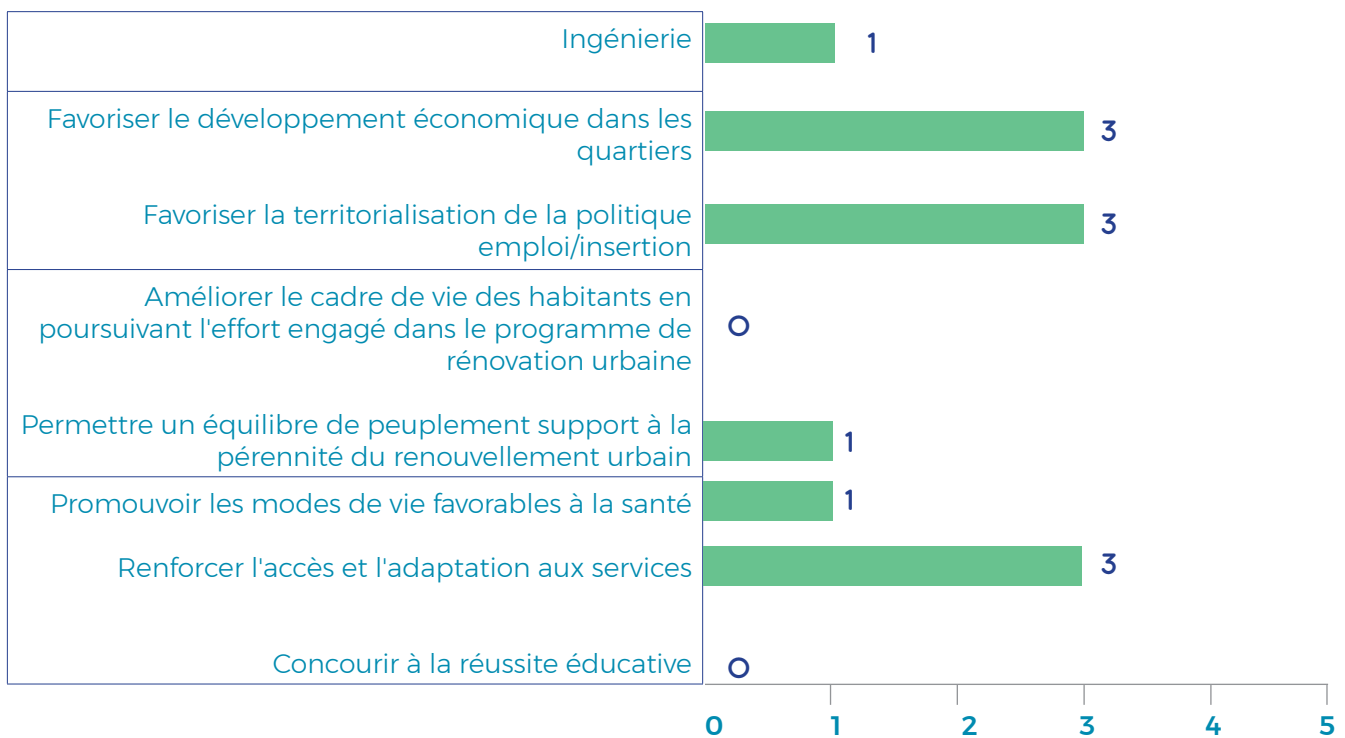 Ingénierie
1
Favoriser le développement économique dans les
quartiers
3
Favoriser la territorialisation de la politique
emploi/insertion
3
Améliorer le cadre de vie des habitants en
poursuivant l'effort engagé dans le programme de
rénovation urbaine
0
Permettre un équilibre de peuplement support à la
pérennité du renouvellement urbain
1
Promouvoir les modes de vie favorables à la santé
1
Renforcer l'accès et l'adaptation aux services
3
Concourir à la réussite éducative
0
0 1 2 3 4 5